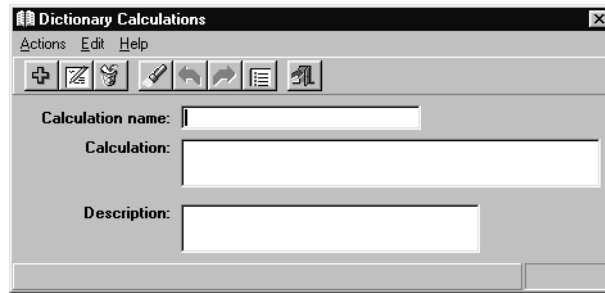 Dictionary Calculations
Actions Edit Help
Calculation name:
Calculation:
Description: